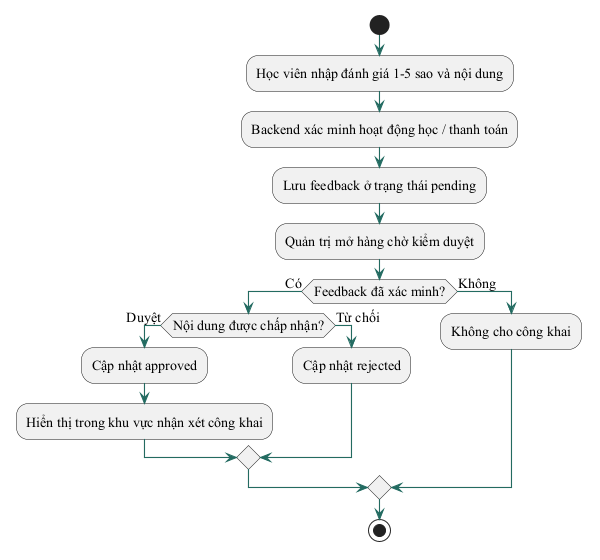 Học viên nhập đánh giá 1-5 sao và nội dung
Backend xác minh hoạt động học / thanh toán
Lưu feedback ở trạng thái pending
Quản trị mở hàng chờ kiểm duyệt
Có
Feedback đã xác minh?
Không
Duyệt
Nội dung được chấp nhận?
Từ chối
Không cho công khai
Cập nhật approved
Cập nhật rejected
Hiển thị trong khu vực nhận xét công khai